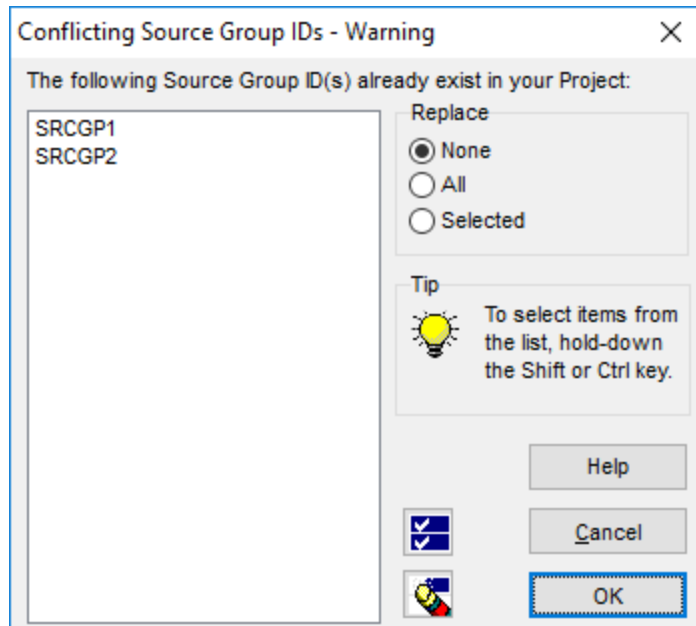 Conflicting Source Group IDs - Warning
The following Source Group ID(s) already exist in your Project:
SRCGP1
SRCGP2
Replace
None
All
Selected
Tip
To select items from
the list, hold-down
the Shift or Ctrl key.
Help
Cancel
OK